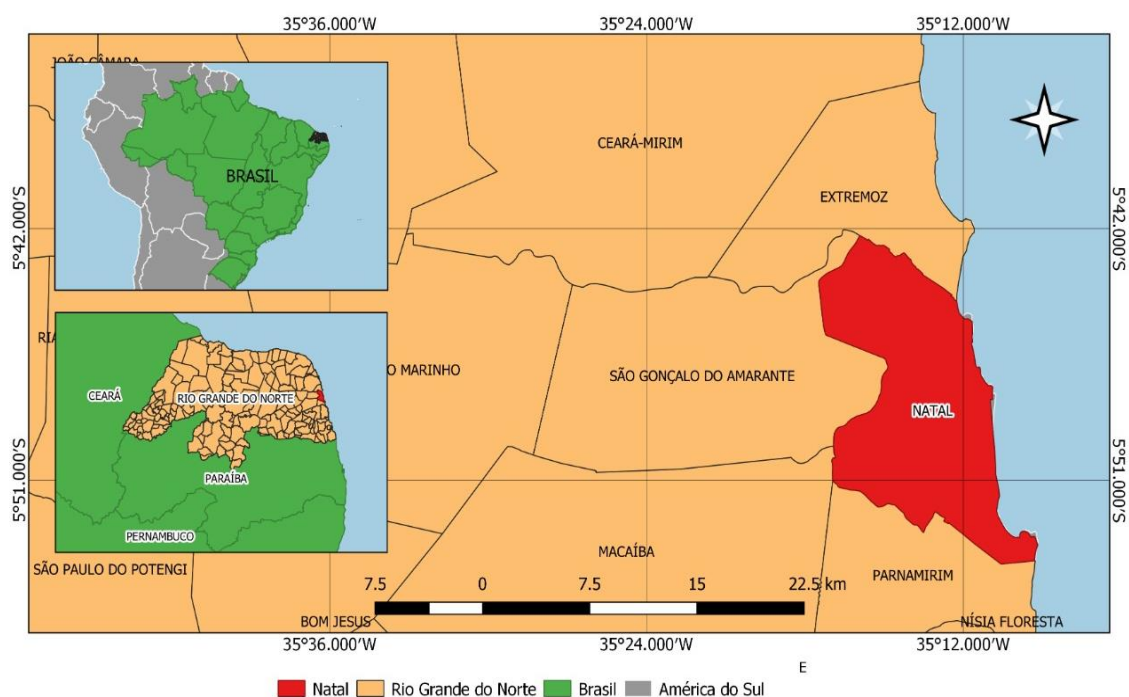 35°36.000'W 35°24.000'W 35°12.000'W
JOÃO CÂMARA
BRASIL
CEARÁ-MIRIM
EXTREMOZ
5°42.000'S
5°42.000'S
RIA
O MARINHO
SÃO GONÇALO DO AMARANTE
NATAL
CEARÁ
RIO GRANDE DO NORTE
PARAÍBA
PERNAMBUCO
5°51.000'S
5°51.000'S
SÃO PAULO DO POTENGI
MACAÍBA
PARNAMIRIM
7.5 0 7.5 15 22.5 km
BOM JESUS
NÍSIA FLORESTA
35°36.000'W 35°24.000'W 35°12.000'W
E
Natal Rio Grande do Norte Brasil América do Sul